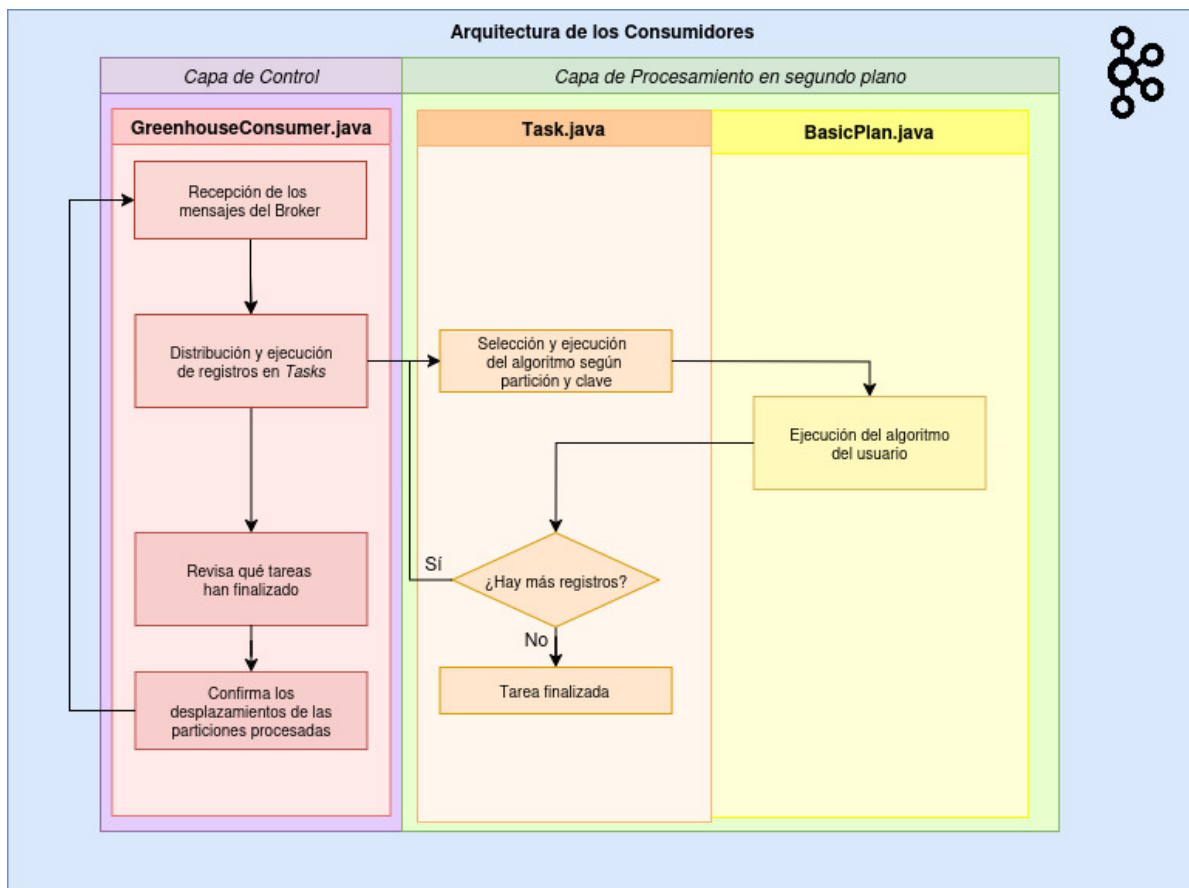 Arquitectura de los Consumidores
Capa de Control
Capa de Procesamiento en segundo plano
GreenhouseConsumer.java
Task.java
BasicPlan.java
Recepción de los
mensajes del Broker
Distribución y ejecución
de registros en Tasks
Selección y ejecución
del algoritmo según
partición y clave
Ejecución del algoritmo
del usuario
Revisa qué tareas
han finalizado
Sí
¿Hay más registros?
No
Confirma los
desplazamientos de las
particiones procesadas
Tarea finalizada